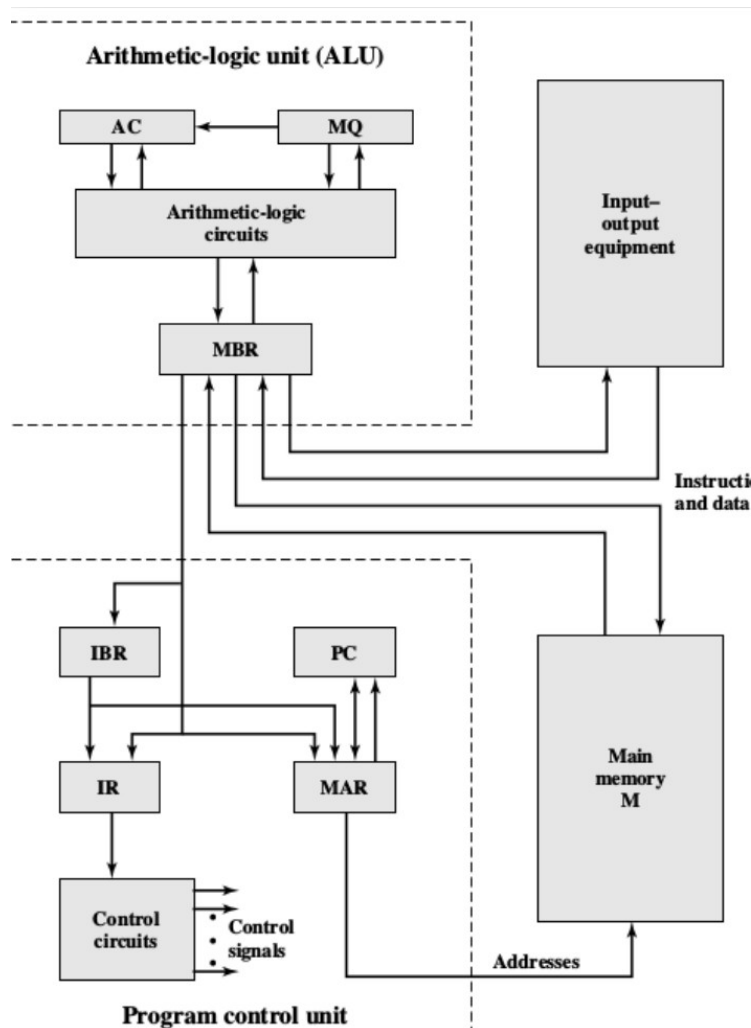 Arithmetic-logic unit (ALU)
AC
MQ
Arithmetic-logic
circuits
Input–
output
equipment
MBR
Instructi
and data
IBR
PC
IR
MAR
Main
memory
M
Control
circuits
Control
signals
Addresses
Program control unit